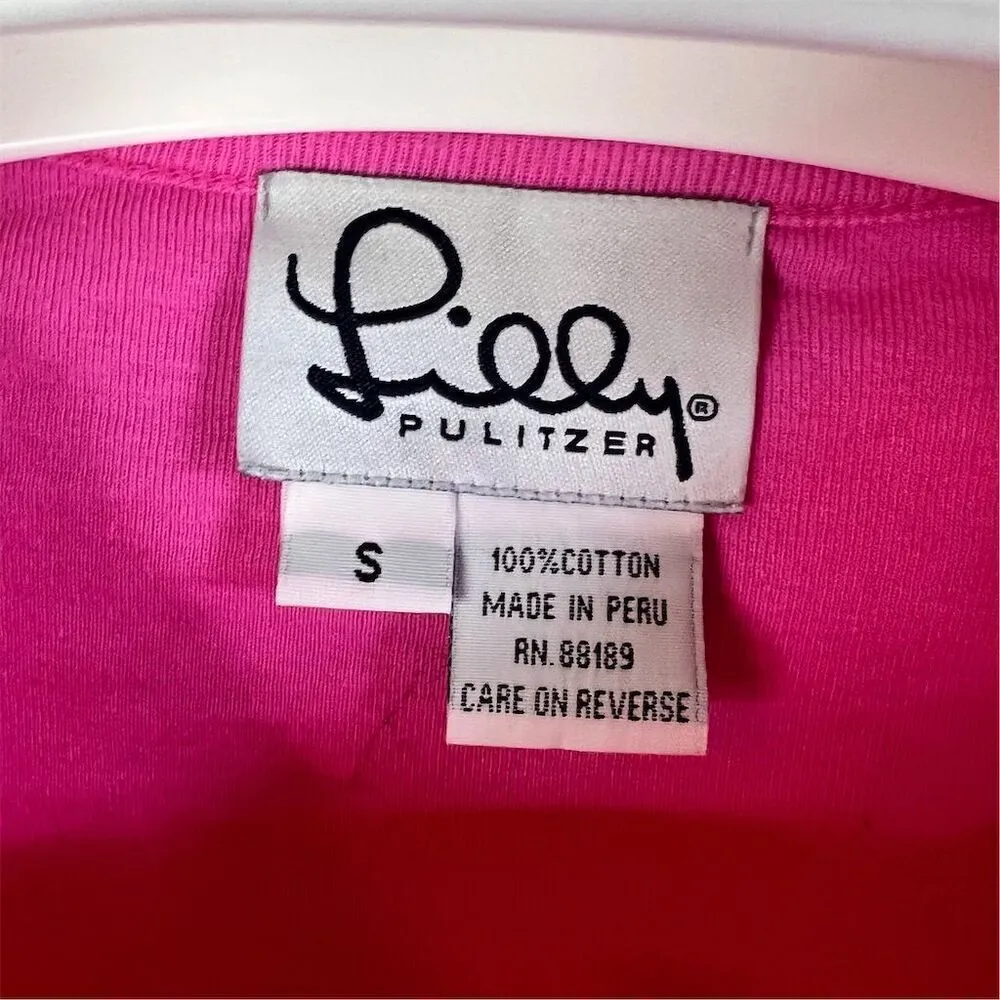 Lilly®
PULITZER
S
100%COTTON
MADE IN PERU
RN.88189
CARE ON REVERSE